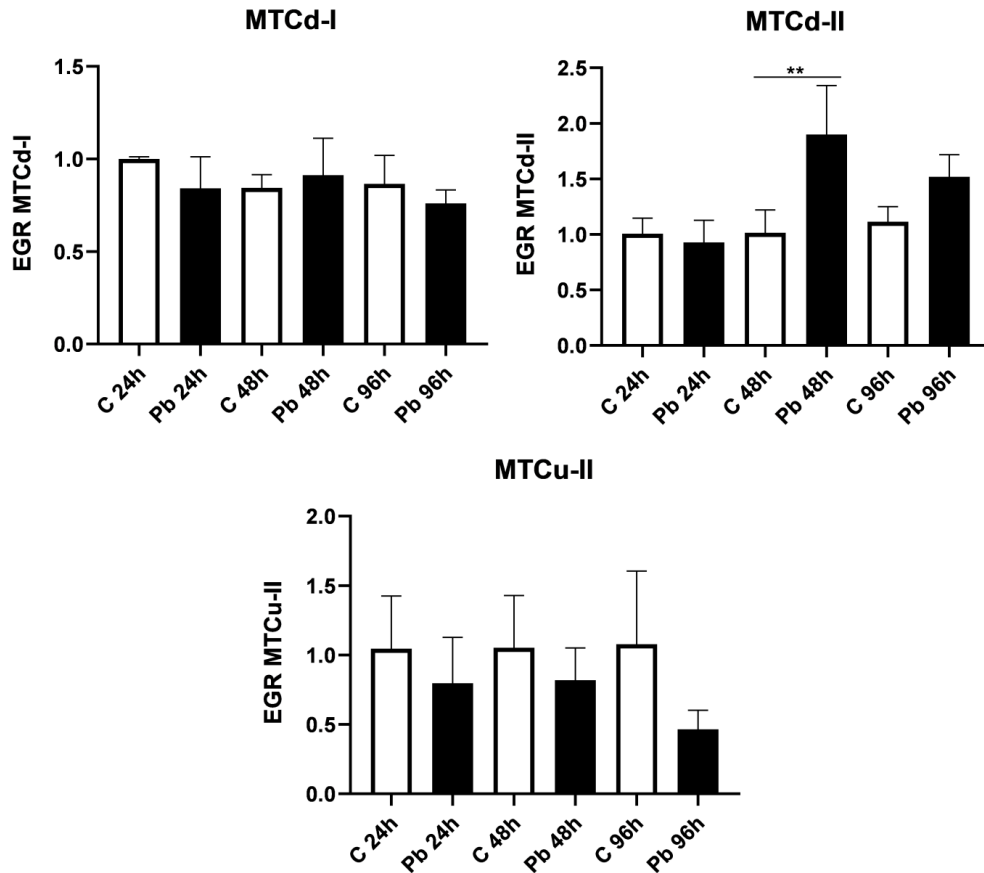 MTCd-I
EGR MTCd-I
1.5
1.0
0.5
0.0
C 24h
Pb 24h
C 48h
Pb 48h
C 96h
Pb 96h
MTCd-II
EGR MTCd-II
2.5
2.0
1.5
1.0
0.5
0.0
**
C 24h
Pb 24h
C 48h
Pb 48h
C 96h
Pb 96h
MTCu-II
EGR MTCu-II
2.0
1.5
1.0
0.5
0.0
C 24h
Pb 24h
C 48h
Pb 48h
C 96h
Pb 96h